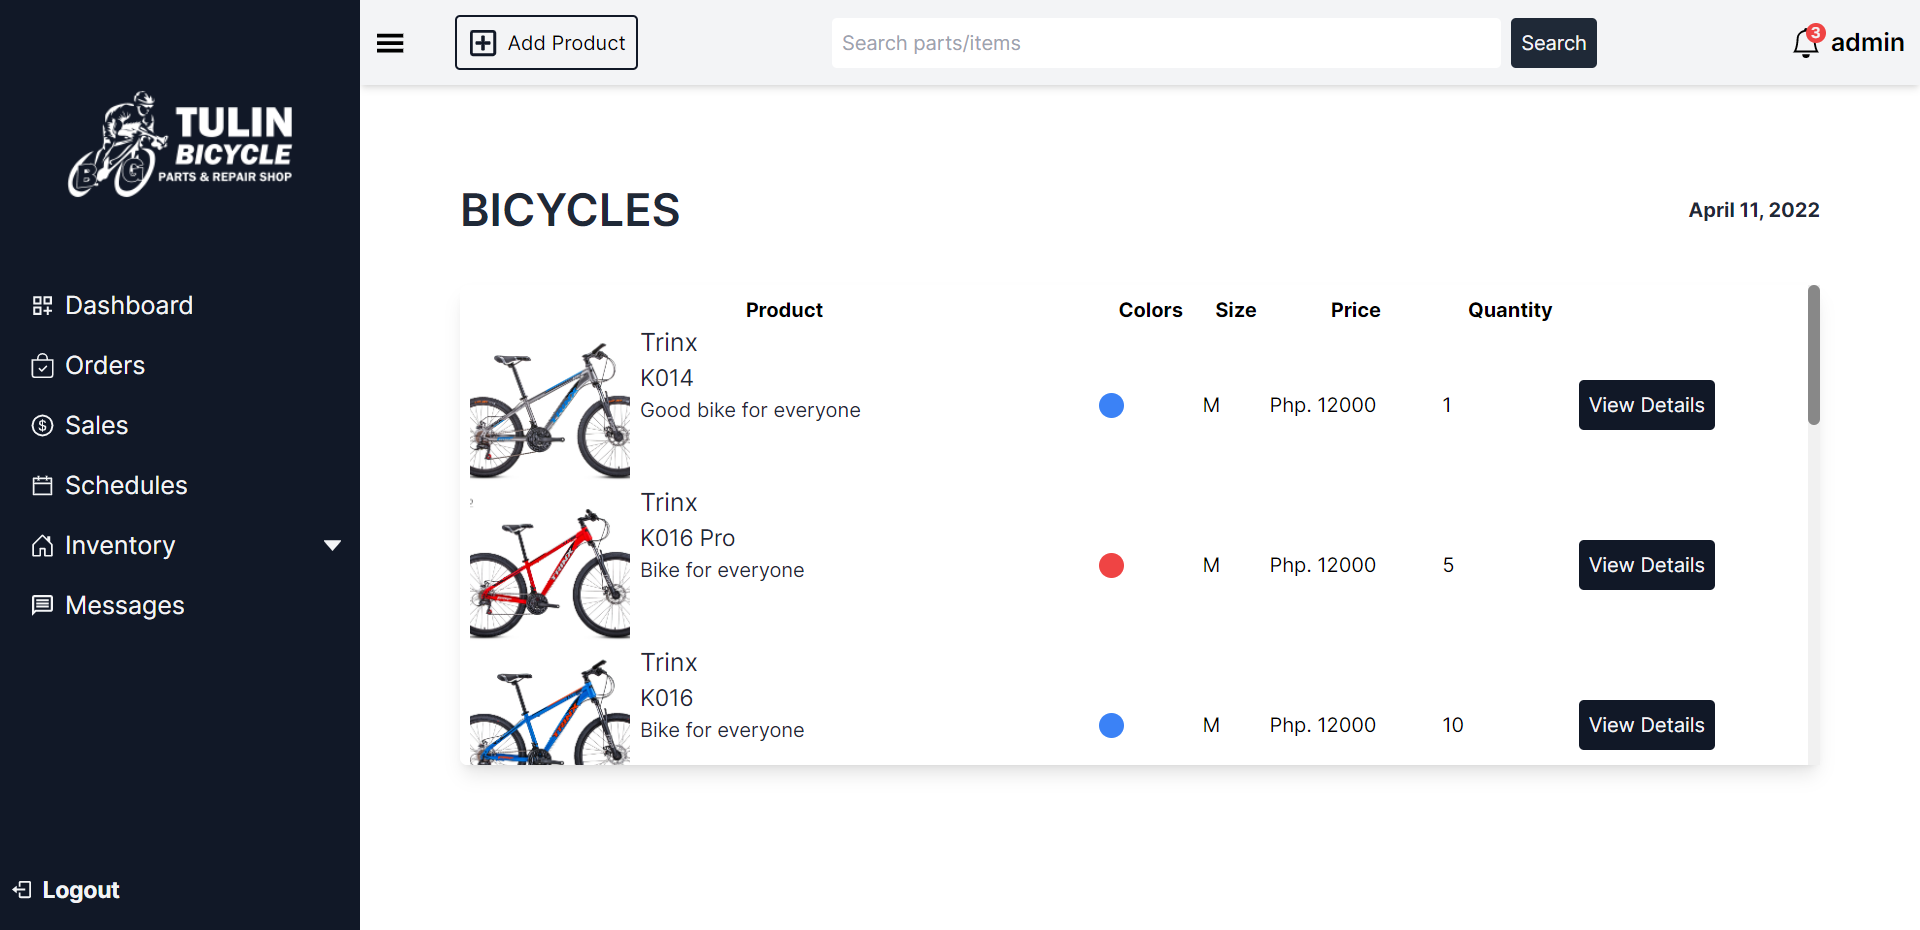 TULIN
BICYCLE
PARTS & REPAIR SHOP
BG
Dashboard
Orders
Sales
Schedules
Inventory
Messages
Logout
Add Product
Search parts/items
Search
3
admin
BICYCLES
April 11, 2022
Product Colors Size Price Quantity
Trinx
K014
Good bike for everyone
M Php. 12000 1 View Details
Trinx
K016 Pro
Bike for everyone
M Php. 12000 5 View Details
Trinx
K016
Bike for everyone
M Php. 12000 10 View Details